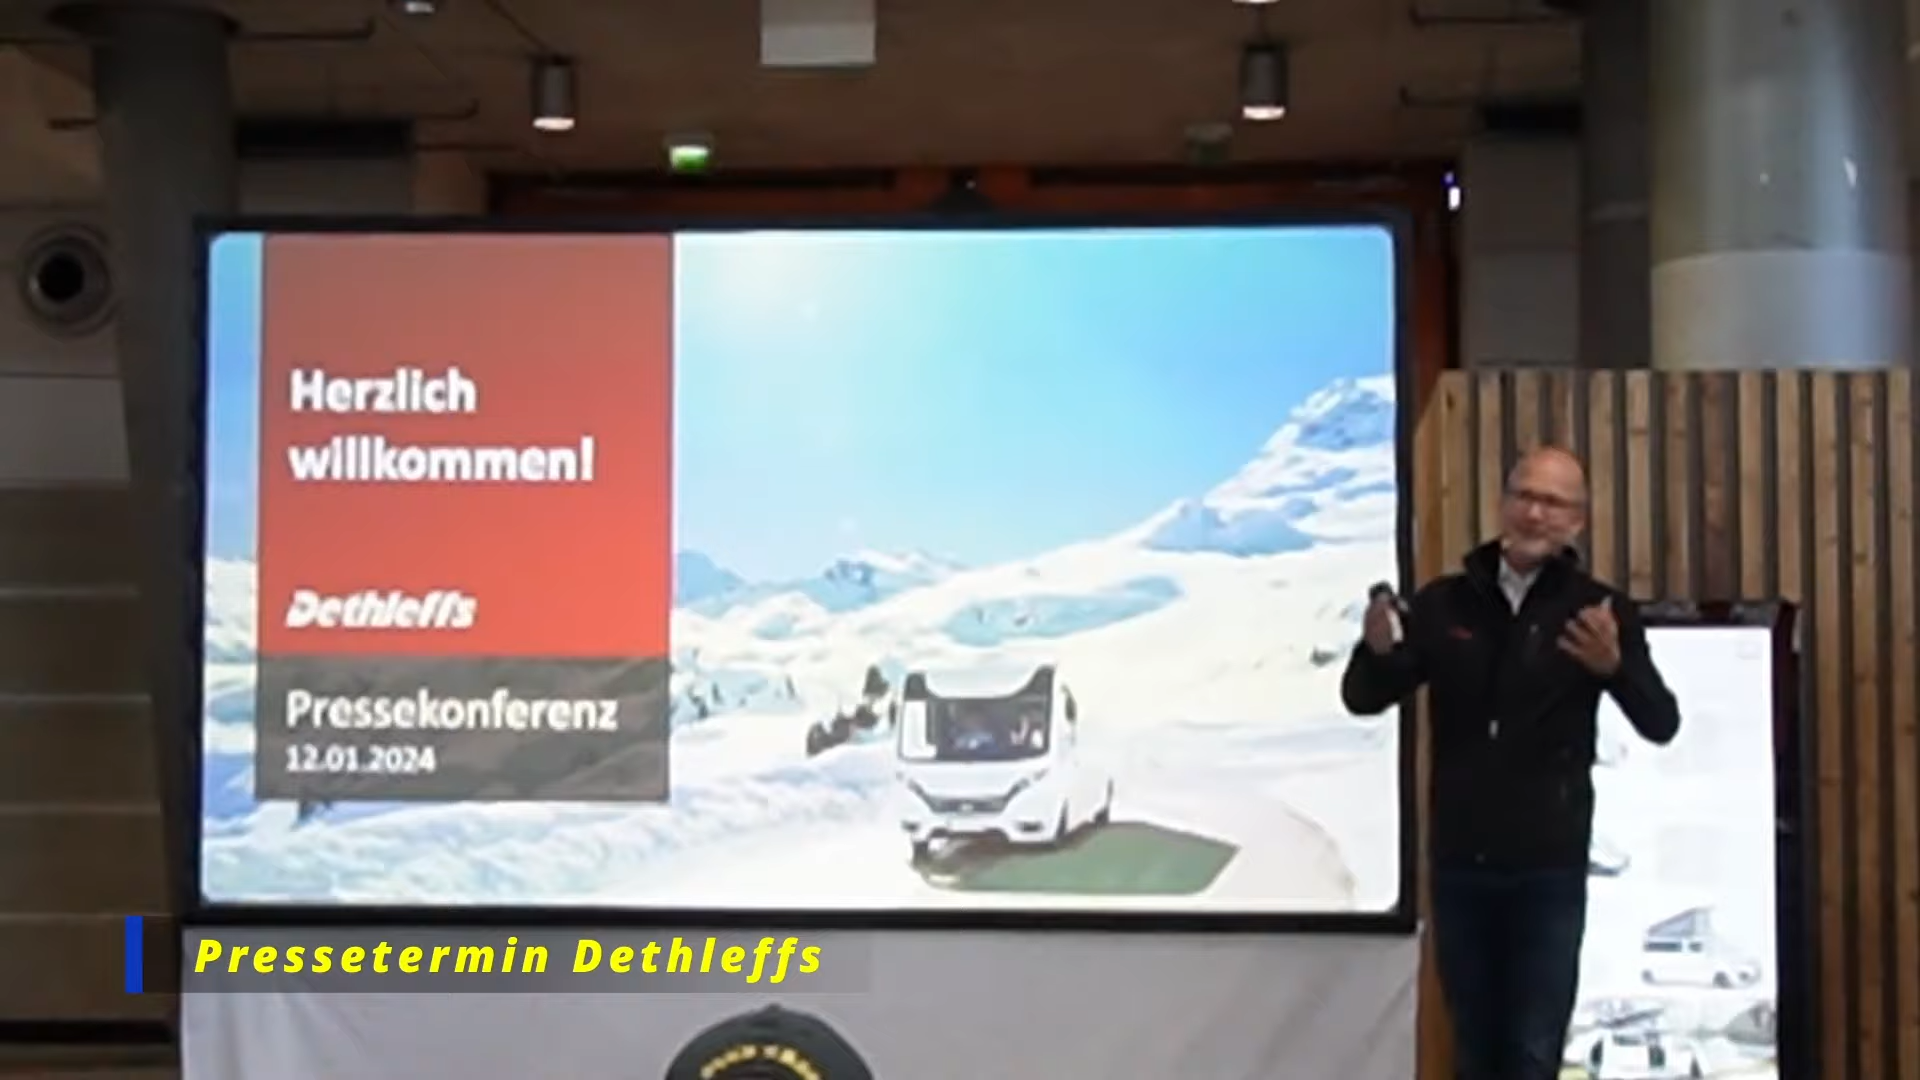 Herzlich
willkommen!
Dethleffs
Pressekonferenz
12.01.2024
Pressetermin Dethleffs